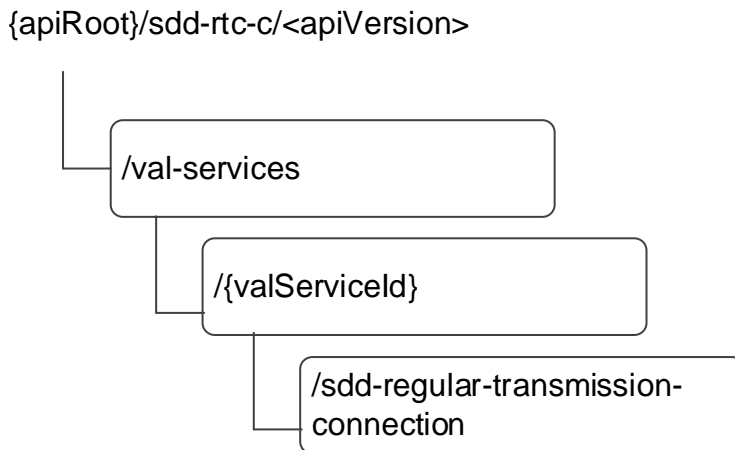 {apiRoot}/sdd-rtc-c/<apiVersion>
/val-services
/{valServiceId}
/sdd-regular-transmission-
connection